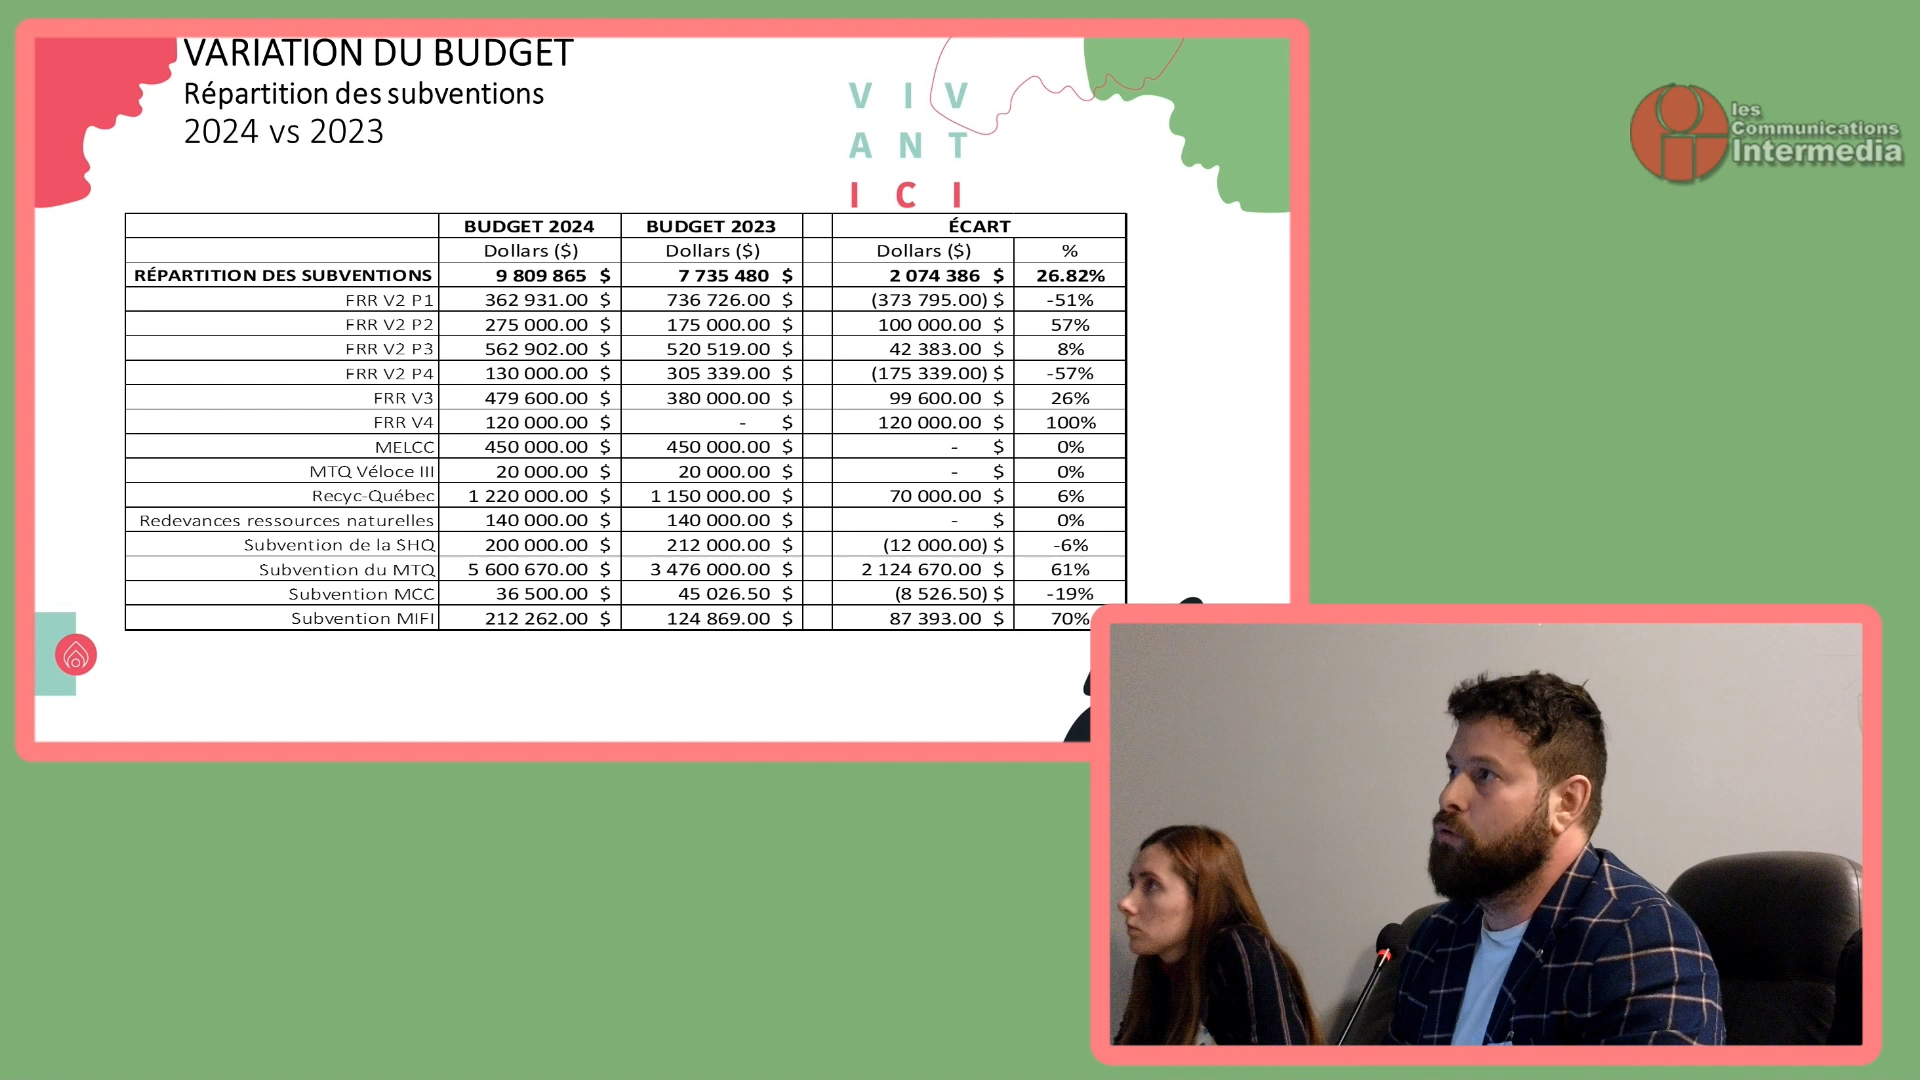 VARIATION DU BUDGET
Répartition des subventions
2024 vs 2023
V I V
A N T
I C I
BUDGET 2024 BUDGET 2023 ÉCART
Dollars ($) Dollars ($) Dollars ($) %
RÉPARTITION DES SUBVENTIONS 9 809 865 $ 7 735 480 $ 2 074 386 $ 26.82%
FRR V2 P1 362 931.00 $ 736 726.00 $ (373 795.00) $ -51%
FRR V2 P2 275 000.00 $ 175 000.00 $ 100 000.00 $ 57%
FRR V2 P3 562 902.00 $ 520 519.00 $ 42 383.00 $ 8%
FRR V2 P4 130 000.00 $ 305 339.00 $ (175 339.00) $ -57%
FRR V3 479 600.00 $ 380 000.00 $ 99 600.00 $ 26%
FRR V4 120 000.00 $ - $ 120 000.00 $ 100%
MELCC 450 000.00 $ 450 000.00 $ - $ 0%
MTQ Véloce III 20 000.00 $ 20 000.00 $ - $ 0%
Recyc-Québec 1 220 000.00 $ 1 150 000.00 $ 70 000.00 $ 6%
Redevances ressources naturelles 140 000.00 $ 140 000.00 $ - $ 0%
Subvention de la SHQ 200 000.00 $ 212 000.00 $ (12 000.00) $ -6%
Subvention du MTQ 5 600 670.00 $ 3 476 000.00 $ 2 124 670.00 $ 61%
Subvention MCC 36 500.00 $ 45 026.50 $ (8 526.50) $ -19%
Subvention MIFI 212 262.00 $ 124 869.00 $ 87 393.00 $ 70%
les
Communications
Intermedia